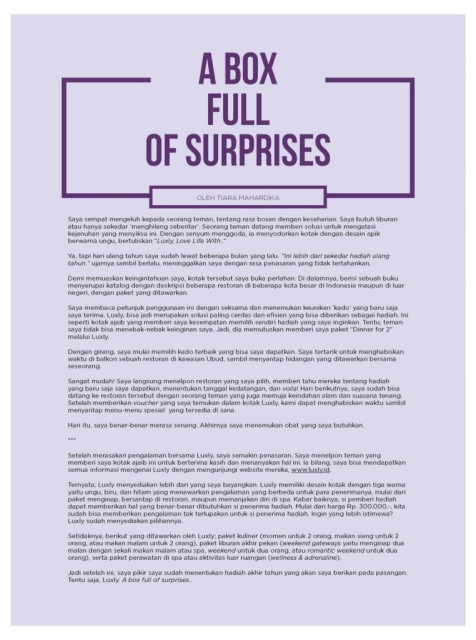 A BOX
FULL
OF SURPRISES
OLEH TIARA MAHARDIKA
Saya sempat mengeluh kepada seorang teman, tentang rasa bosan dengan keseharian. Saya butuh liburan
atau hanya sekedar 'menghilang sebentar'. Seorang teman datang memberi solusi untuk mengatasi
kejenuhan yang menyiksa ini. Dengan senyum menggoda, ia menyodorkan kotak dengan desain apik
berwarna ungu, bertuliskan "Luxly, Love Life With."
Ya, tapi hari ulang tahun saya sudah lewat beberapa bulan yang lalu. "Ini lebih dari sekedar hadiah ulang
tahun." ujarnya sambil berlalu, meninggalkan saya dengan rasa penasaran yang tidak tertahankan.
Demi memuaskan keingintahuan saya, kotak tersebut saya buka perlahan. Di dalamnya, berisi sebuah buku
menyerupai katalog dengan deskripsi beberapa restoran di beberapa kota besar di Indonesia maupun di luar
negeri, dengan paket yang ditawarkan.
Saya membaca petunjuk penggunaan ini dengan seksama dan menemukan keunikan 'kado' yang baru saja
saya terima. Luxly, bisa jadi merupakan solusi paling cerdas dan efisien yang bisa diberikan sebagai hadiah. Ini
seperti kotak ajaib yang memberi saya kesempatan memilih sendiri hadiah yang saya inginkan. Tentu, teman
saya tidak bisa menebak-nebak keinginan saya. Jadi, dia memutuskan memberi saya paket "Dinner for 2"
melalui Luxly.
Dengan girang, saya mulai memilih kado terbaik yang bisa saya dapatkan. Saya tertarik untuk menghabiskan
waktu di balkon sebuah restoran di kawasan Ubud, sambil menyantap hidangan yang ditawarkan bersama
seseorang.
Sangat mudah! Saya langsung menelpon restoran yang saya pilih, memberi tahu mereka tentang hadiah
yang baru saja saya dapatkan, menentukan tanggal kedatangan, dan voila! Hari berikutnya, saya sudah bisa
datang ke restoran tersebut dengan seorang teman yang juga memuja keindahan alam dan suasana tenang.
Setelah memberikan voucher yang saya temukan dalam kotak Luxly, kami dapat menghabiskan waktu sambil
menyantap menu-menu spesial yang tersedia di sana.
Hari itu, saya benar-benar merasa senang. Akhirnya saya menemukan obat yang saya butuhkan.
***
Setelah merasakan pengalaman bersama Luxly, saya semakin penasaran. Saya menelpon teman yang
memberi saya kotak ajaib ini untuk berterima kasih dan menanyakan hal ini. Ia bilang, saya bisa mendapatkan
semua informasi mengenai Luxly dengan mengunjungi website mereka, www.luxly.id.
Ternyata, Luxly menyediakan lebih dari yang saya bayangkan. Luxly memiliki desain kotak dengan tiga warna
yaitu ungu, biru, dan hitam yang menawarkan pengalaman yang berbeda untuk para penerimanya, mulai dari
paket menginap, bersantap di restoran, maupun memanjakan diri di spa. Kabar baiknya, si pemberi hadiah
dapat memberikan hal yang benar-benar dibutuhkan si penerima hadiah. Mulai dari harga Rp. 300.000,-, kita
sudah bisa memberikan pengalaman tak terlupakan untuk si penerima hadiah. Ingin yang lebih istimewa?
Luxly sudah menyediakan pilihannya.
Setidaknya, berikut yang ditawarkan oleh Luxly; paket kuliner (momen untuk 2 orang, makan siang untuk 2
orang, atau makan malam untuk 2 orang), paket liburan akhir pekan (weekend gateways yaitu menginap dua
malan dengan sekali makan malam atau spa, weekend untuk dua orang, atau romantic weekend untuk dua
orang), serta paket perawatan di spa atau aktivitas luar ruangan (wellness & adrenaline).
Jadi setelah ini, saya pikir saya sudah menentukan hadiah akhir tahun yang akan saya berikan pada pasangan.
Tentu saja, Luxly, A box full of surprises..